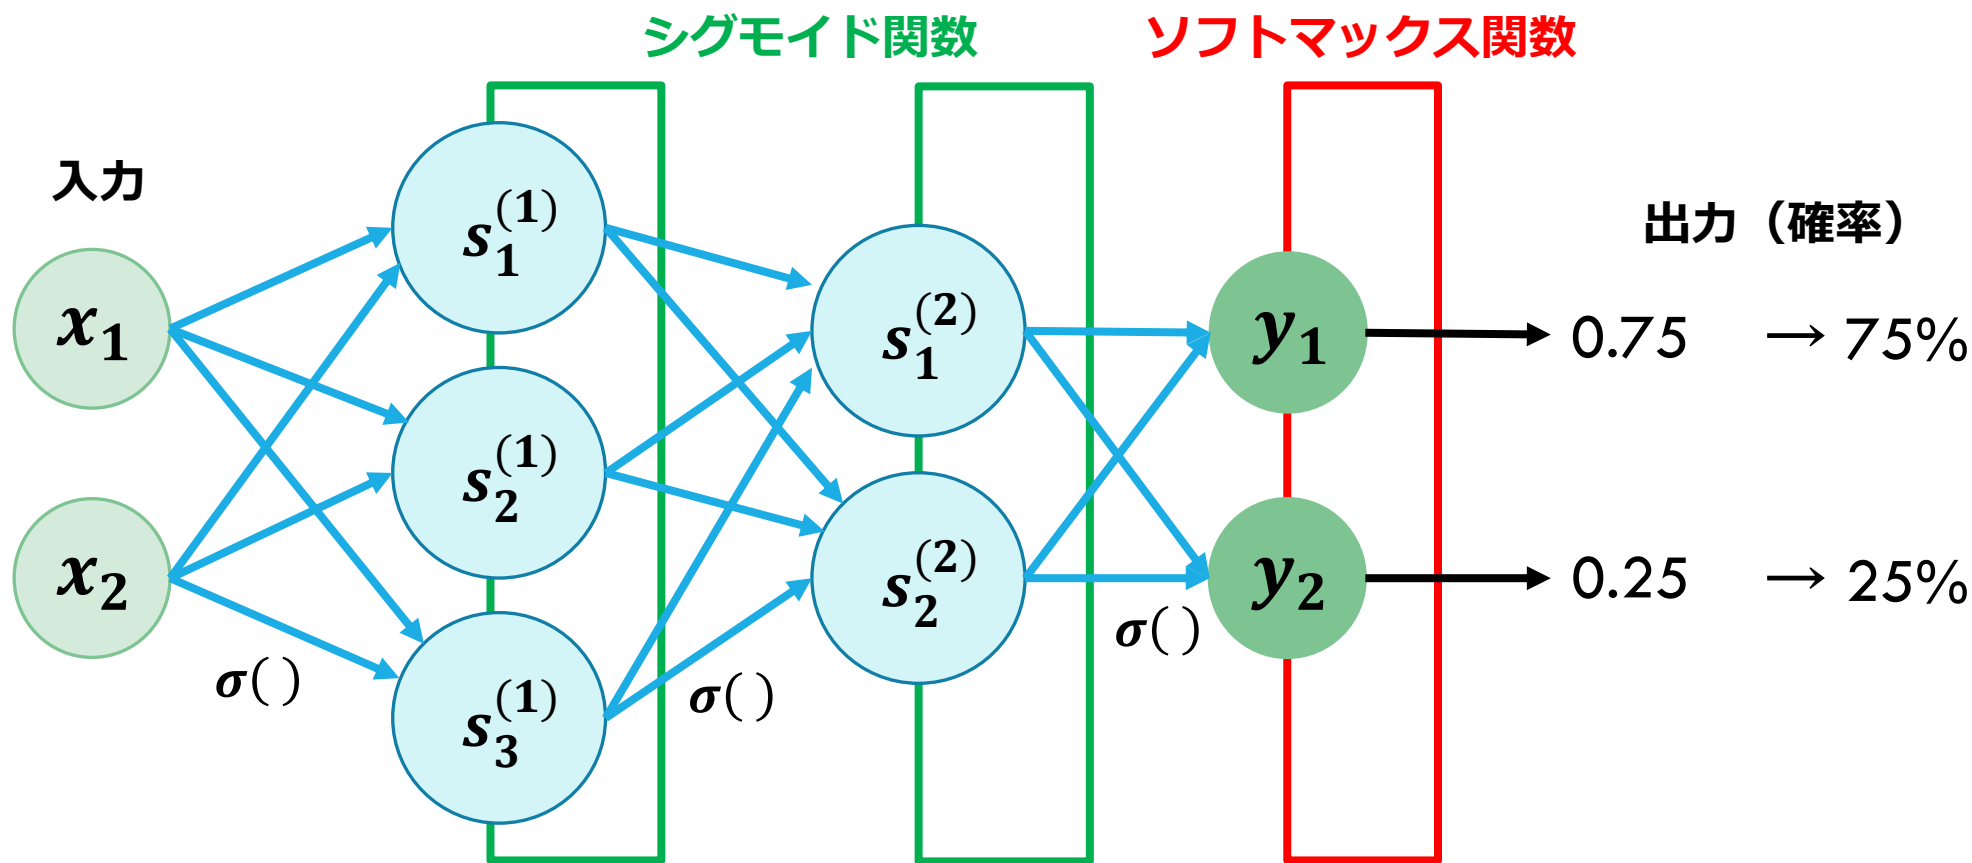 シグモイド関数
ソフトマックス関数
入力
出力（確率）
x₁
x₂
s₁⁽¹⁾
s₂⁽¹⁾
s₃⁽¹⁾
s₁⁽²⁾
s₂⁽²⁾
y₁
y₂
0.75 → 75%
0.25 → 25%
σ( )
σ( )
σ( )